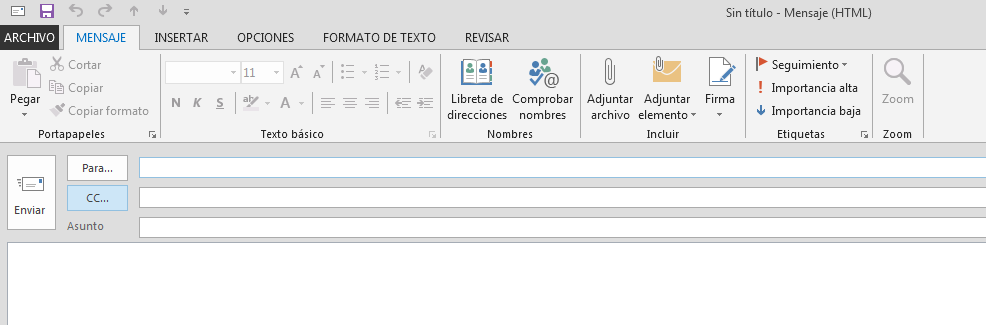 Sin título - Mensaje (HTML)
ARCHIVO MENSAJE INSERTAR OPCIONES FORMATO DE TEXTO REVISAR
Pegar
Cortar
Copiar
Copiar formato
Portapapeles
11 A A
N K S ab A
Texto básico
Libreta de
direcciones
Comprobar
nombres
Nombres
Adjuntar
archivo
Adjuntar
elemento
Firma
Incluir
Seguimiento
Importancia alta
Importancia baja
Etiquetas
Zoom
Zoom
Enviar
Para...
CC...
Asunto